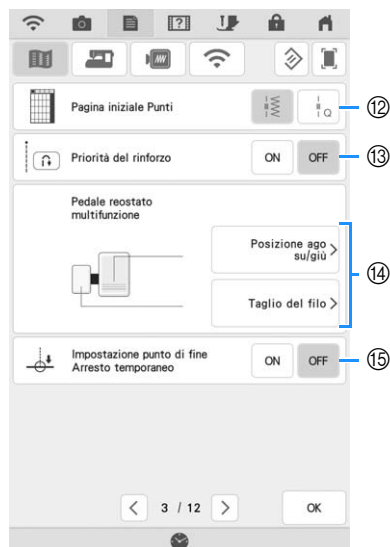 Pagina iniziale Punti
Q
⑫
Priorità del rinforzo
ON
OFF
⑬
Pedale reostato
multifunzione
Posizione ago >
su/giù
Taglio del filo >
⑭
Impostazione punto di fine
Arresto temporaneo
ON
OFF
⑮
< 3 / 12 >
OK